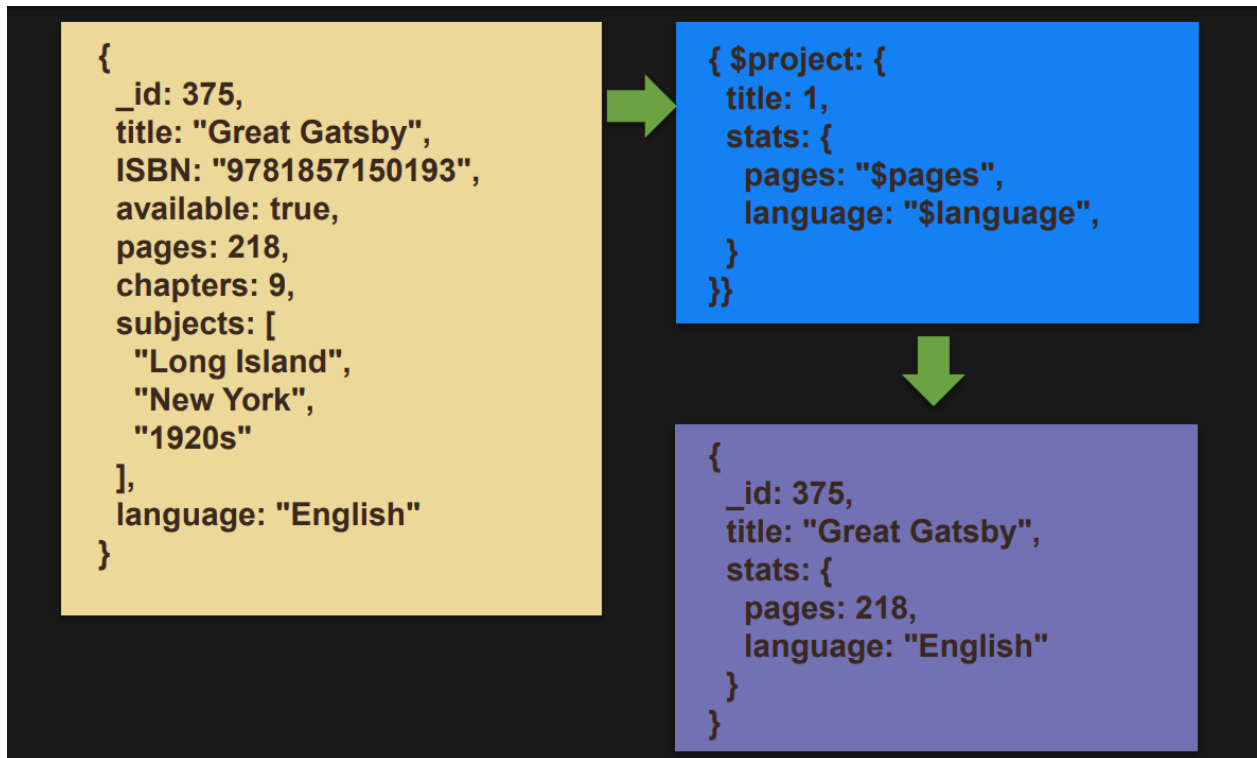 {
_id: 375,
title: "Great Gatsby",
ISBN: "9781857150193",
available: true,
pages: 218,
chapters: 9,
subjects: [
"Long Island",
"New York",
"1920s"
],
language: "English"
}
{ $project: {
title: 1,
stats: {
pages: "$pages",
language: "$language",
}
}}
{
_id: 375,
title: "Great Gatsby",
stats: {
pages: 218,
language: "English"
}
}